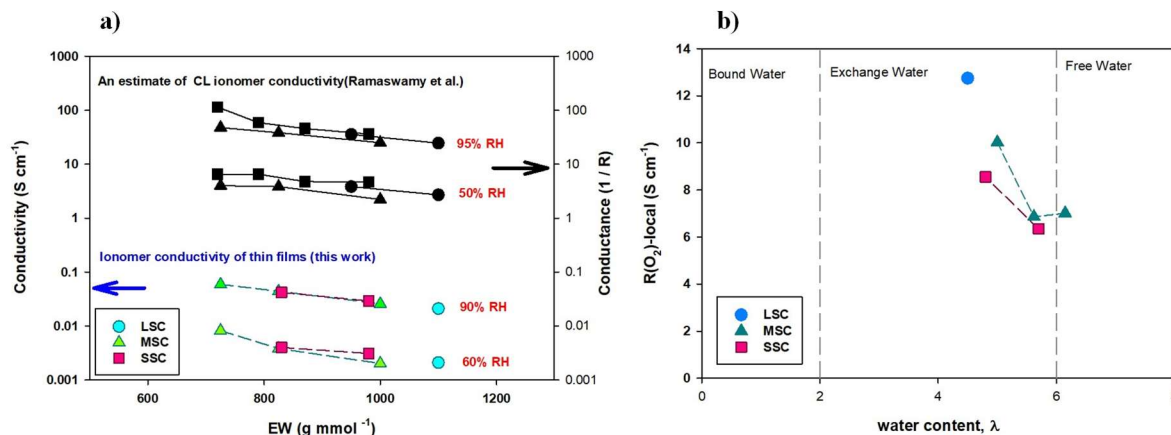 a)
An estimate of CL ionomer conductivity(Ramaswamy et al.)
95% RH
50% RH
Ionomer conductivity of thin films (this work)
90% RH
60% RH
LSC
MSC
SSC
Conductivity (S cm⁻¹)
1000
100
10
1
0.1
0.01
0.001
Conductance (1 / R)
1000
100
10
1
0.1
0.01
0.001
600 800 1000 1200
EW (g mmol ⁻¹)
b)
Bound Water Exchange Water Free Water
LSC
MSC
SSC
R(O₂)-local (S cm⁻¹)
14
12
10
8
6
4
2
0
0 2 4 6
water content, λ